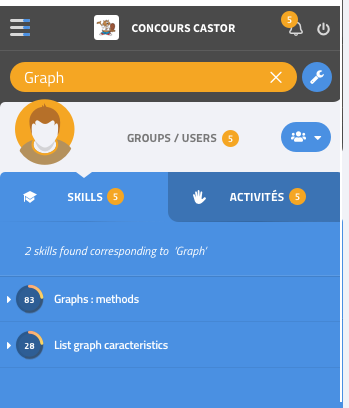 CONCOURS CASTOR
5
Graph
GROUPS / USERS 5
SKILLS 5
ACTIVITÉS 5
2 skills found corresponding to 'Graph'
83 Graphs : methods
28 List graph caracteristics